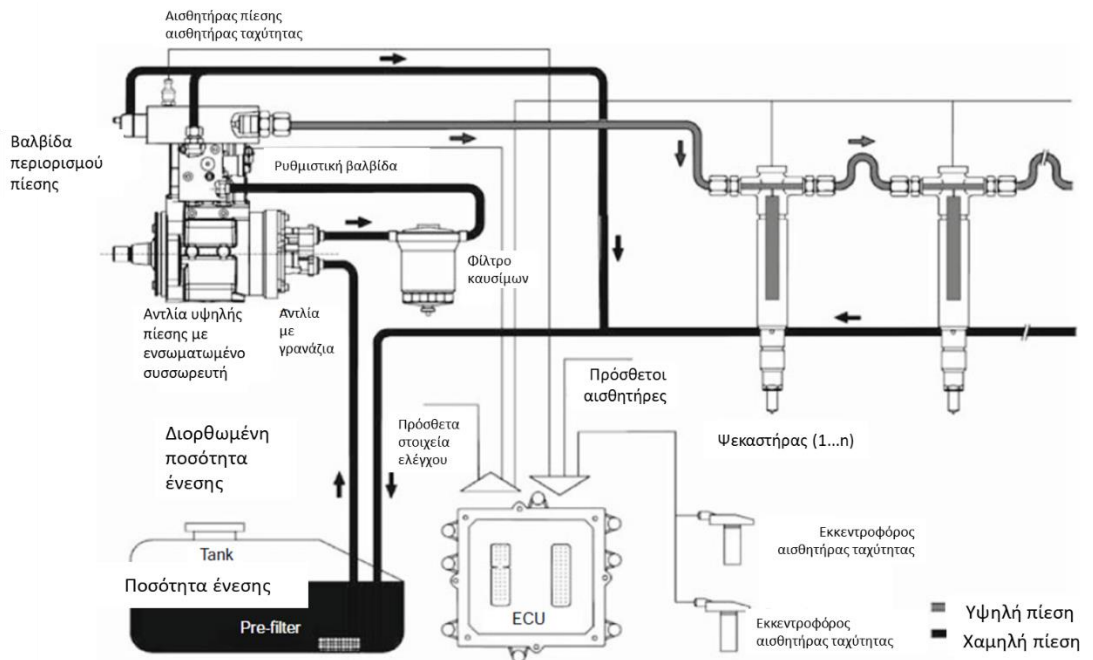 Αισθητήρας πίεσης
αισθητήρας ταχύτητας
Βαλβίδα
περιορισμού
πίεσης
Ρυθμιστική βαλβίδα
Φίλτρο
καυσίμων
Αντλία υψηλής
πίεσης με
ενσωματωμένο
συσσωρευτή
Αντλία
με
γρανάζια
Πρόσθετοι
αισθητήρες
Πρόσθετα
στοιχεία
ελέγχου
Ψεκαστήρας (1...n)
Διορθωμένη
ποσότητα
ένεσης
Tank
Ποσότητα ένεσης
Pre-filter
ECU
Εκκεντροφόρος
αισθητήρας ταχύτητας
Εκκεντροφόρος
αισθητήρας ταχύτητας
Υψηλή πίεση
Χαμηλή πίεση